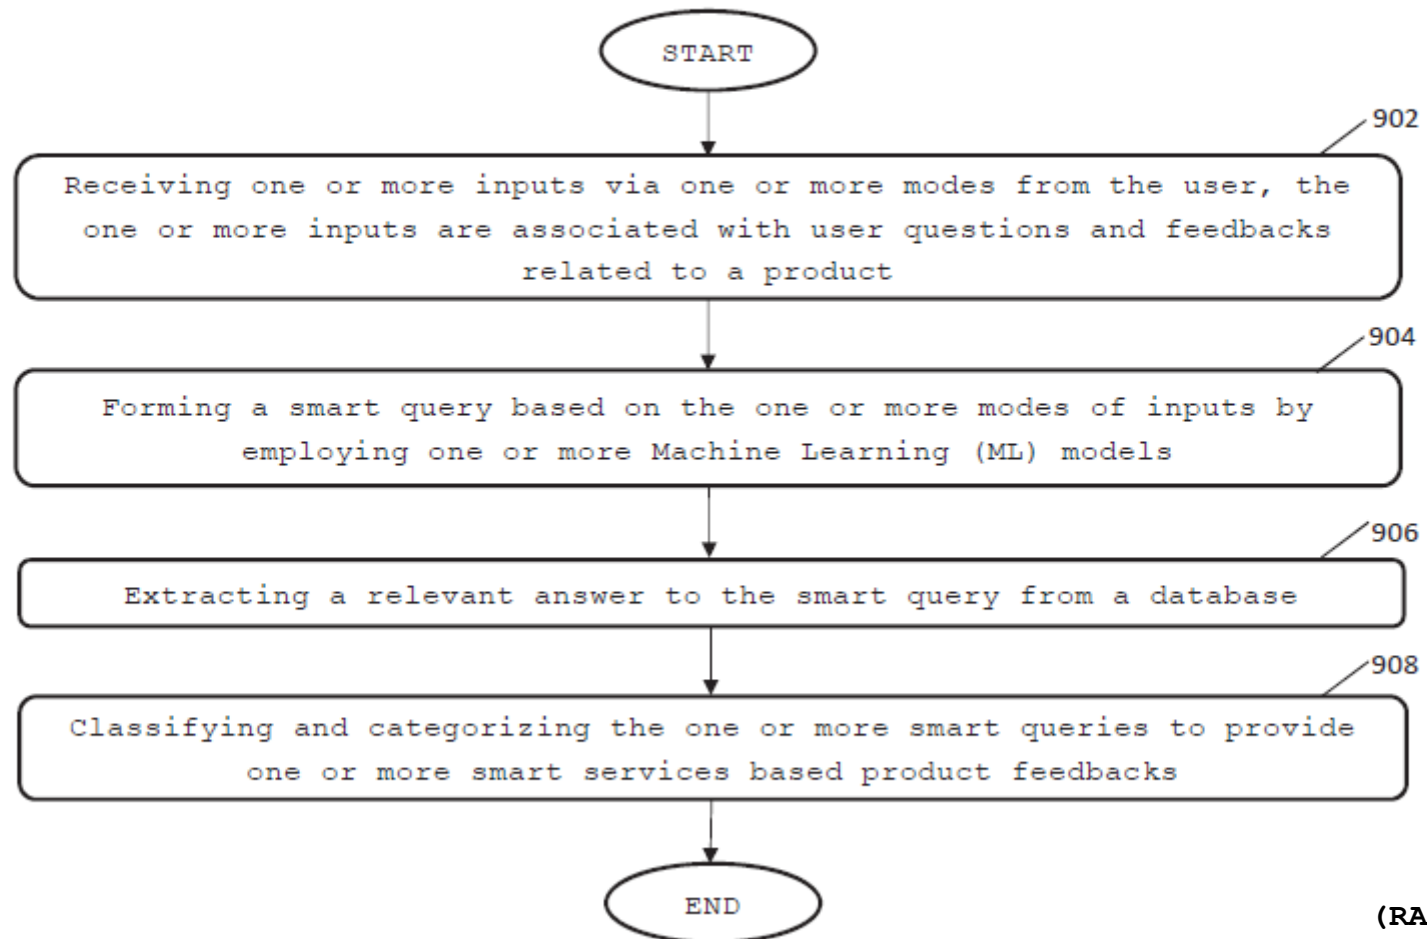 START
902
Receiving one or more inputs via one or more modes from the user, the
one or more inputs are associated with user questions and feedbacks
related to a product
904
Forming a smart query based on the one or more modes of inputs by
employing one or more Machine Learning (ML) models
906
Extracting a relevant answer to the smart query from a database
908
Classifying and categorizing the one or more smart queries to provide
one or more smart services based product feedbacks
END
(RA